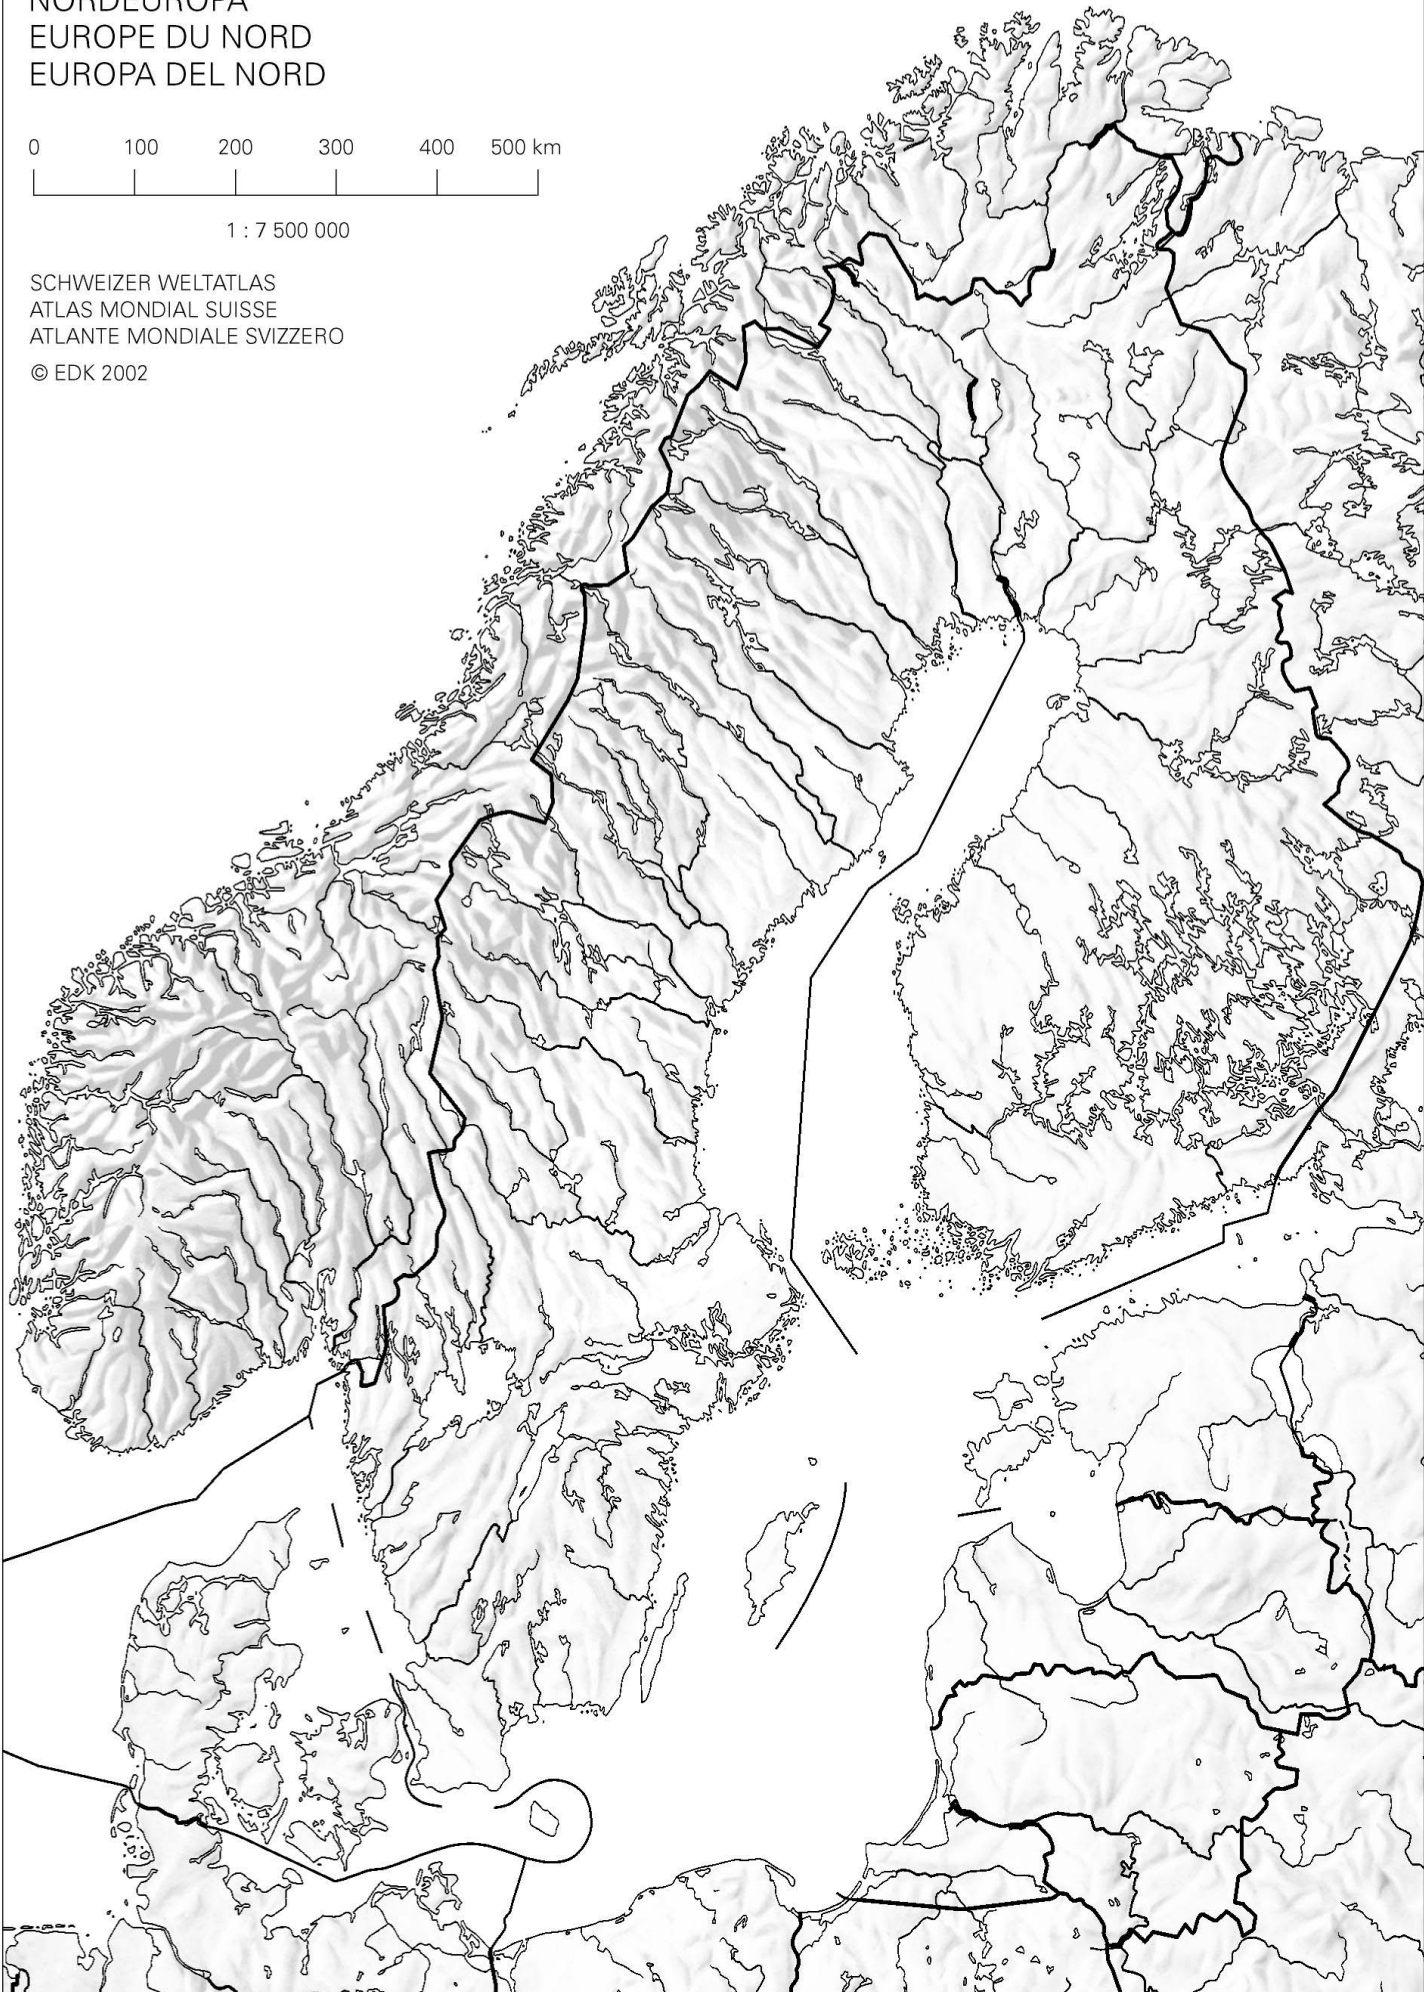 NORDEUROPA
EUROPE DU NORD
EUROPA DEL NORD
0 100 200 300 400 500 km
1 : 7 500 000
SCHWEIZER WELTATLAS
ATLAS MONDIAL SUISSE
ATLANTE MONDIALE SVIZZERO
© EDK 2002